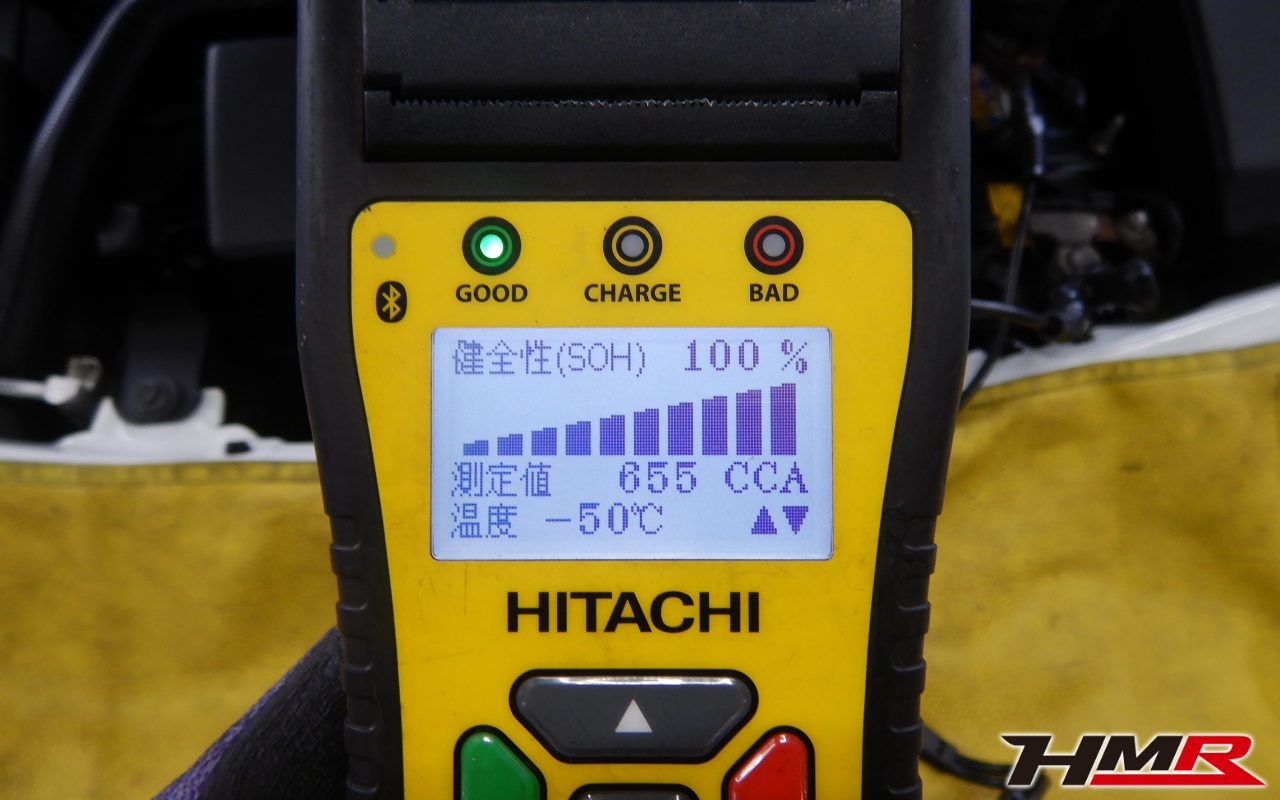 GOOD CHARGE BAD
健全性(SOH) 100 %
測定値 655 CCA
温度 -50℃ ▲▼
HITACHI
HMR